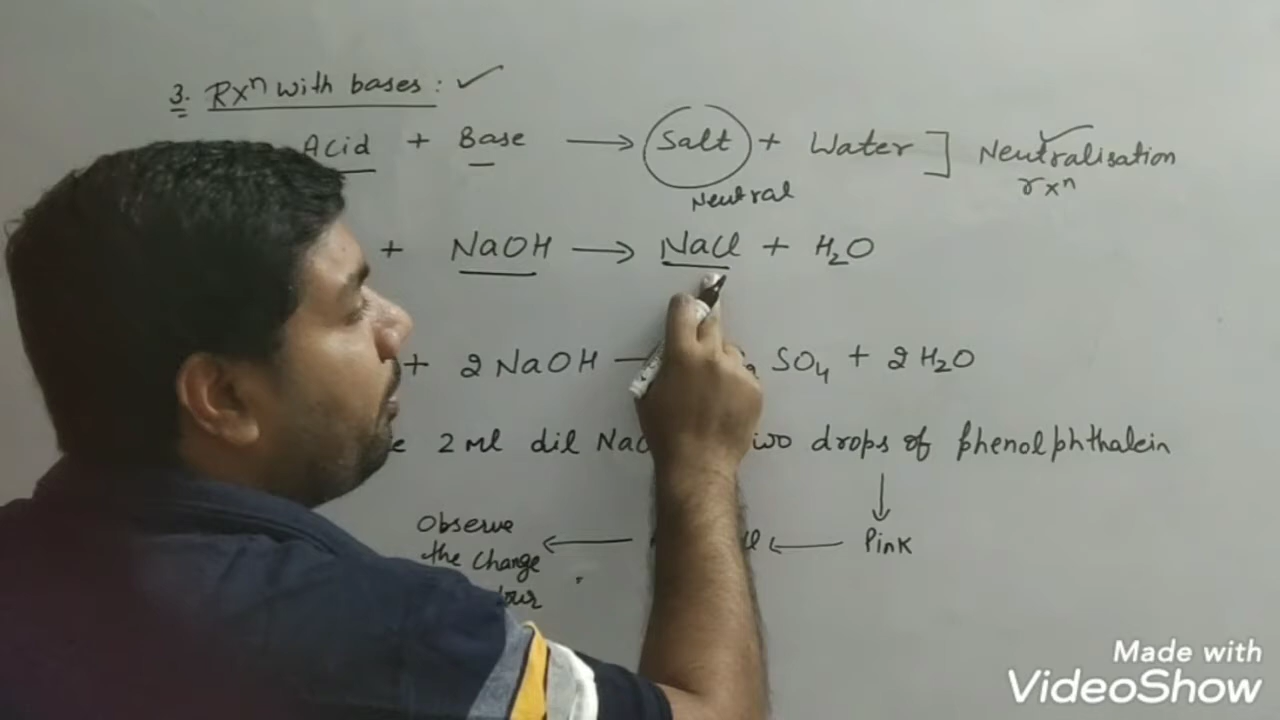 3. Rxⁿ with bases : ✓
Acid + Base → Salt + Water ] Neutralisation
Neutral rxⁿ
+ NaOH → NaCl + H₂O
+ 2 NaOH SO₄ + 2 H₂O
2 ml dil drops of phenolphthalein
Observe Pink
the change
Made with
VideoShow